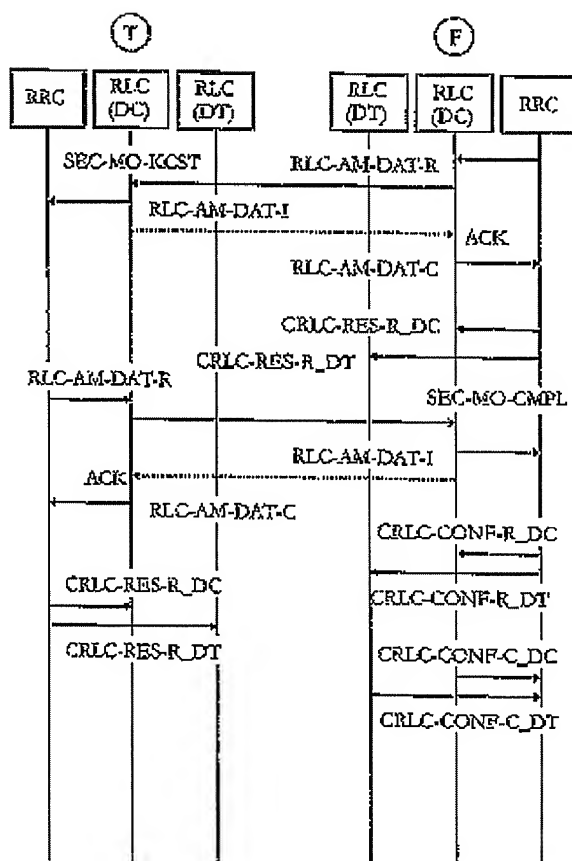 T F
RRC RLC (DC) RLC (DT) RLC (DT) RLC (DC) RRC
SEC-MO-KCST
RLC-AM-DAT-R
RLC-AM-DAT-I
ACK
RLC-AM-DAT-C
CRLC-RES-R_DC
CRLC-RES-R_DT
RLC-AM-DAT-R
SEC-MO-CMPL
RLC-AM-DAT-I
ACK
RLC-AM-DAT-C
CRLC-CONF-R_DC
CRLC-RES-R_DC
CRLC-CONF-R_DT
CRLC-RES-R_DT
CRLC-CONF-C_DC
CRLC-CONF-C_DT